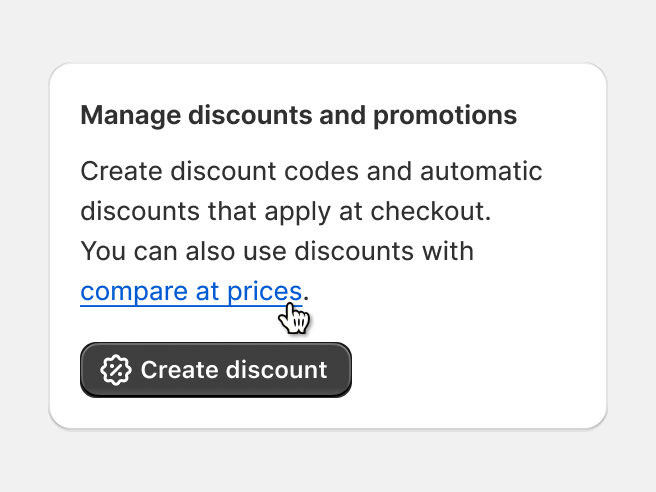 Manage discounts and promotions
Create discount codes and automatic
discounts that apply at checkout.
You can also use discounts with
compare at prices.
Create discount